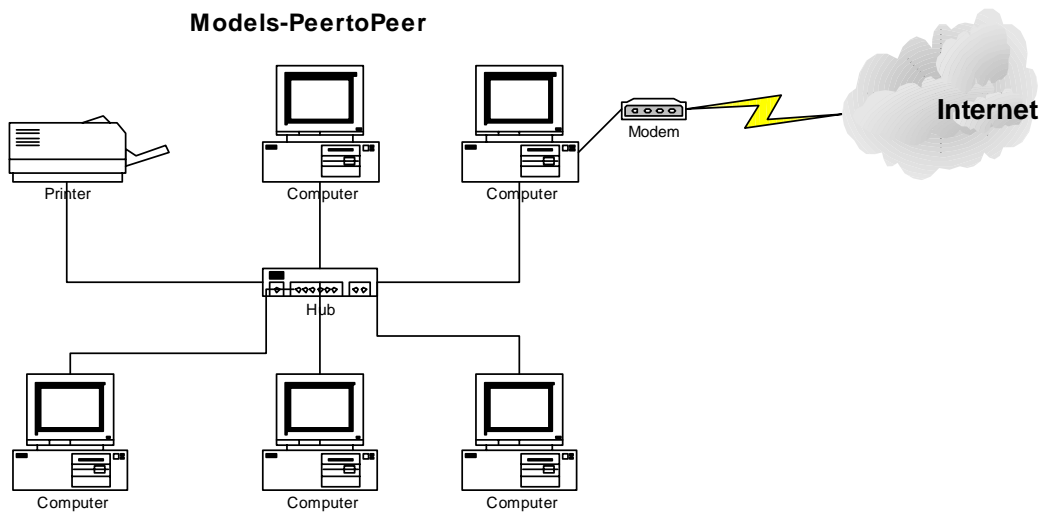 Models-PeertoPeer
Internet
Modem
Printer
Computer
Computer
Hub
Computer
Computer
Computer